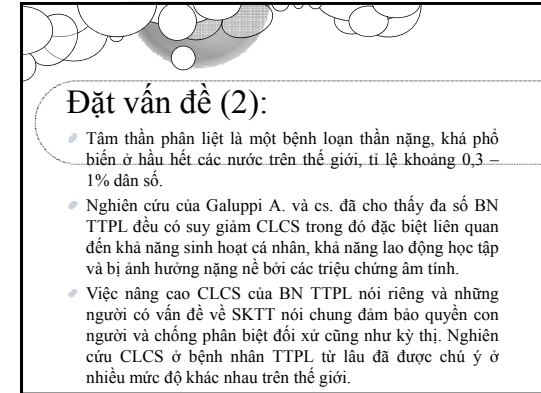 Đặt vấn đề (2):
Tâm thần phân liệt là một bệnh loạn thần nặng, khá phổ
biến ở hầu hết các nước trên thế giới, tỉ lệ khoảng 0,3 –
1% dân số.
Nghiên cứu của Galuppi A. và cs. đã cho thấy đa số BN
TTPL đều có suy giảm CLCS trong đó đặc biệt liên quan
đến khả năng sinh hoạt cá nhân, khả năng lao động học tập
và bị ảnh hưởng nặng nề bởi các triệu chứng âm tính.
Việc nâng cao CLCS của BN TTPL nói riêng và những
người có vấn đề về SKTT nói chung đảm bảo quyền con
người và chống phân biệt đối xử cũng như kỳ thị. Nghiên
cứu CLCS ở bệnh nhân TTPL từ lâu đã được chú ý ở
nhiều mức độ khác nhau trên thế giới.